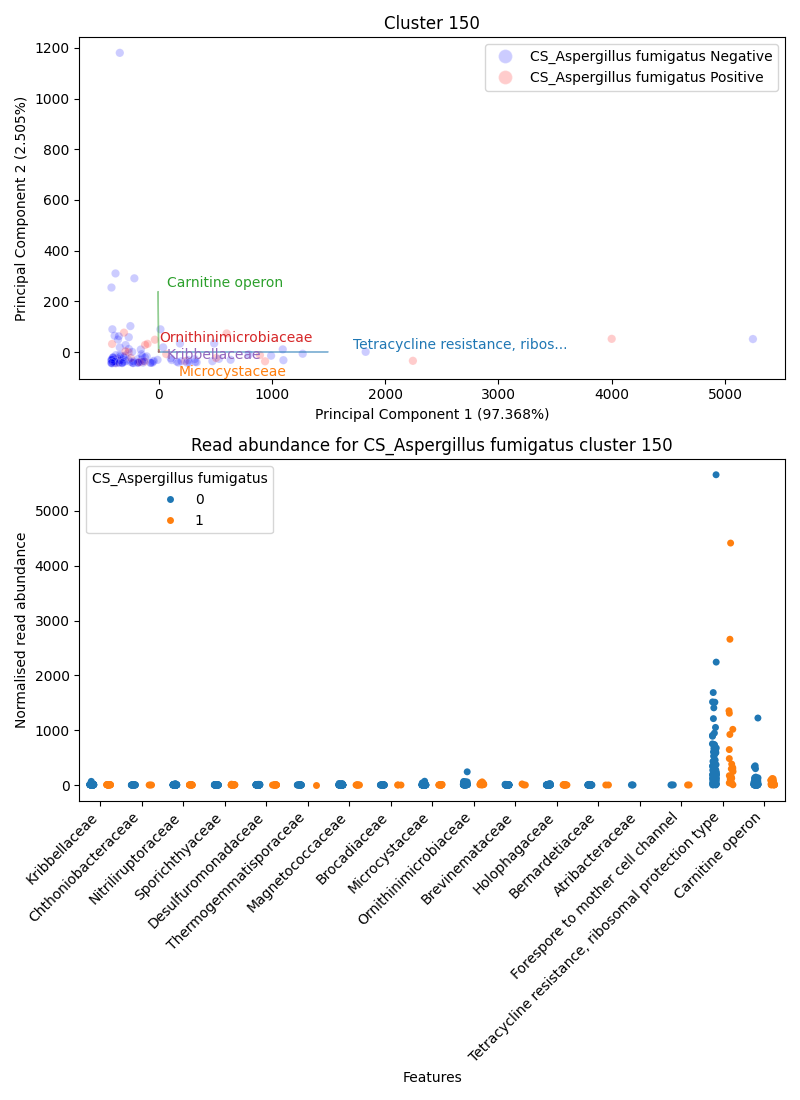 Cluster 150
1200
1000
800
600
400
200
0
Principal Component 2 (2.505%)
CS_Aspergillus fumigatus Negative
CS_Aspergillus fumigatus Positive
Carnitine operon
Ornithinimicrobiaceae
Tetracycline resistance, ribos...
Kribbellaceae
Microcystaceae
0
1000
2000
3000
4000
5000
Principal Component 1 (97.368%)
Read abundance for CS_Aspergillus fumigatus cluster 150
CS_Aspergillus fumigatus
0
1
5000
4000
3000
2000
1000
0
Normalised read abundance
Kribbellaceae
Chthoniobacteraceae
Nitriliruptoraceae
Sporichthyaceae
Desulfuromonadaceae
Thermogemmatisporaceae
Magnetococcaceae
Brocadiaceae
Microcystaceae
Ornithinimicrobiaceae
Brevinemataceae
Holophagaceae
Bernardetiaceae
Atribacteraceae
Forespore to mother cell channel
Tetracycline resistance, ribosomal protection type
Carnitine operon
Features